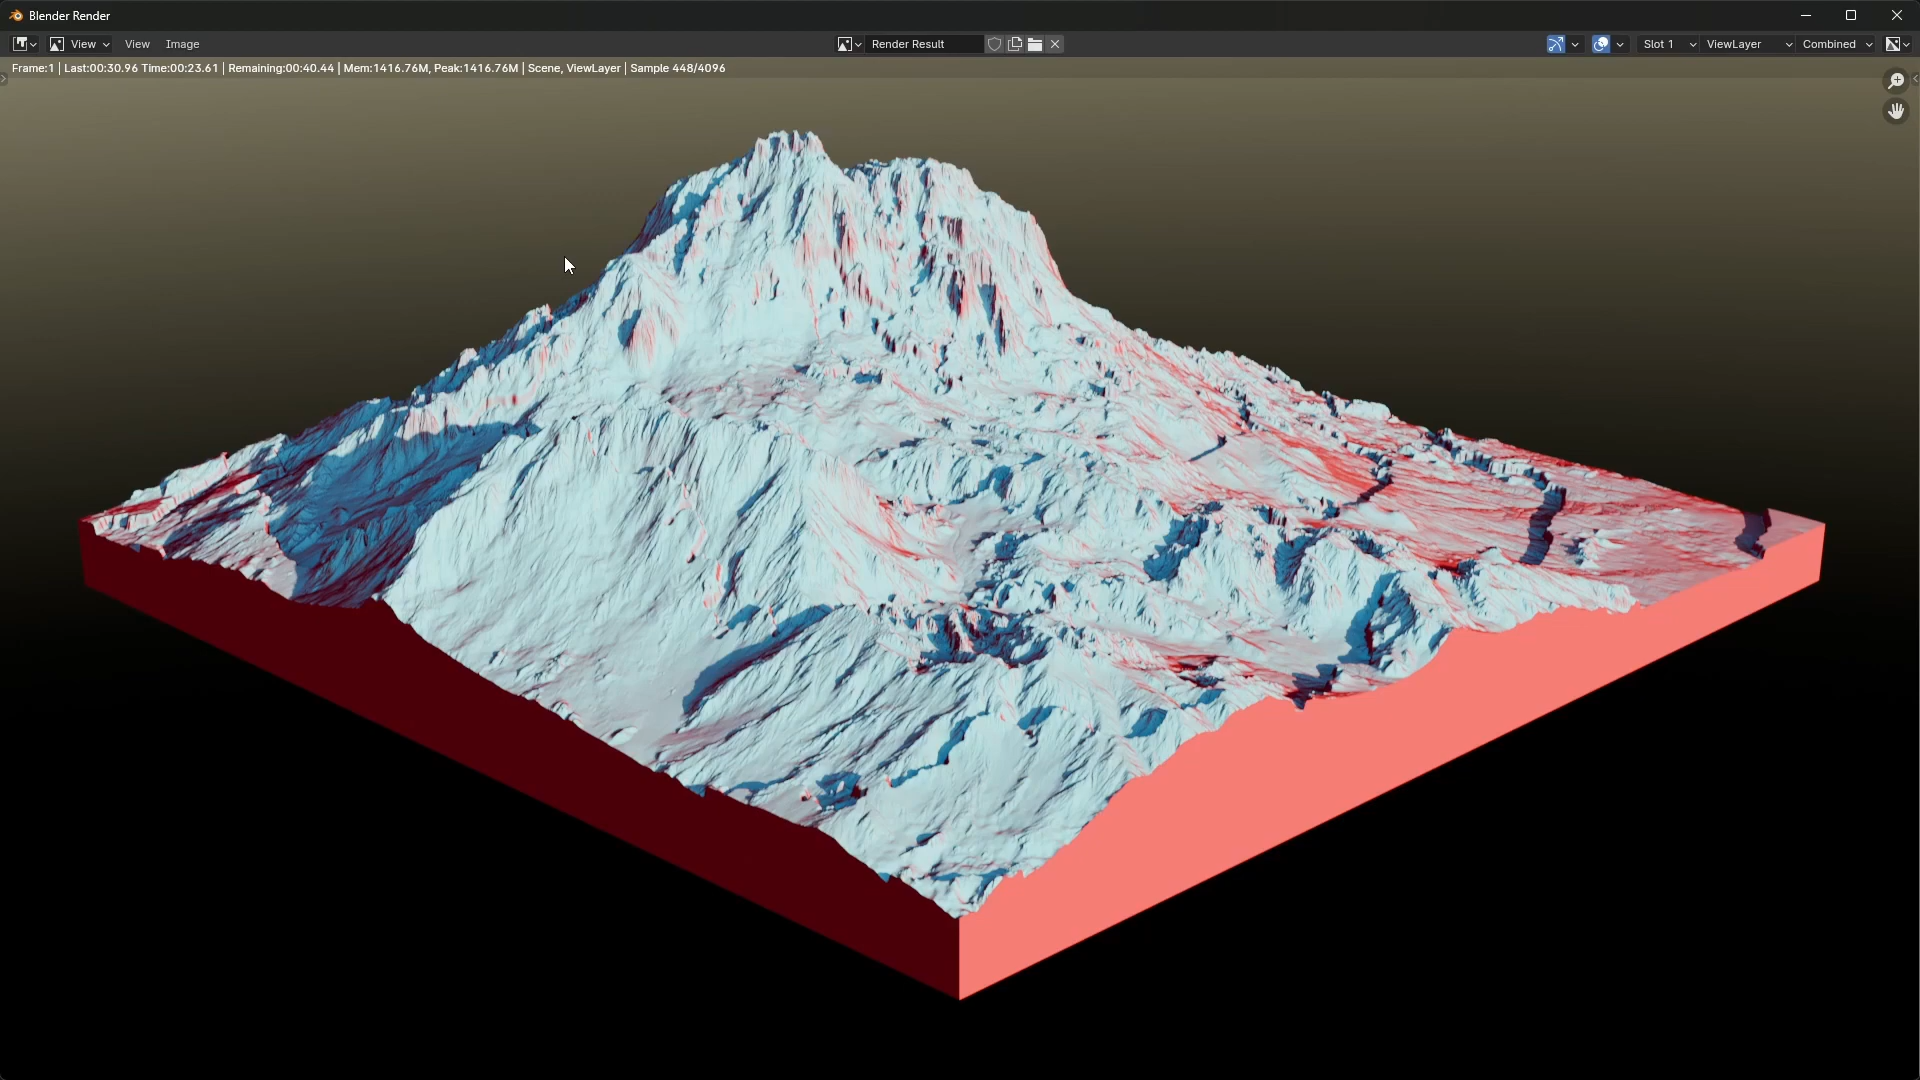 Blender Render
View View Image Render Result Slot 1 ViewLayer Combined
Frame:1 | Last:00:30.96 Time:00:23.61 | Remaining:00:40.44 | Mem:1416.76M, Peak:1416.76M | Scene, ViewLayer | Sample 448/4096